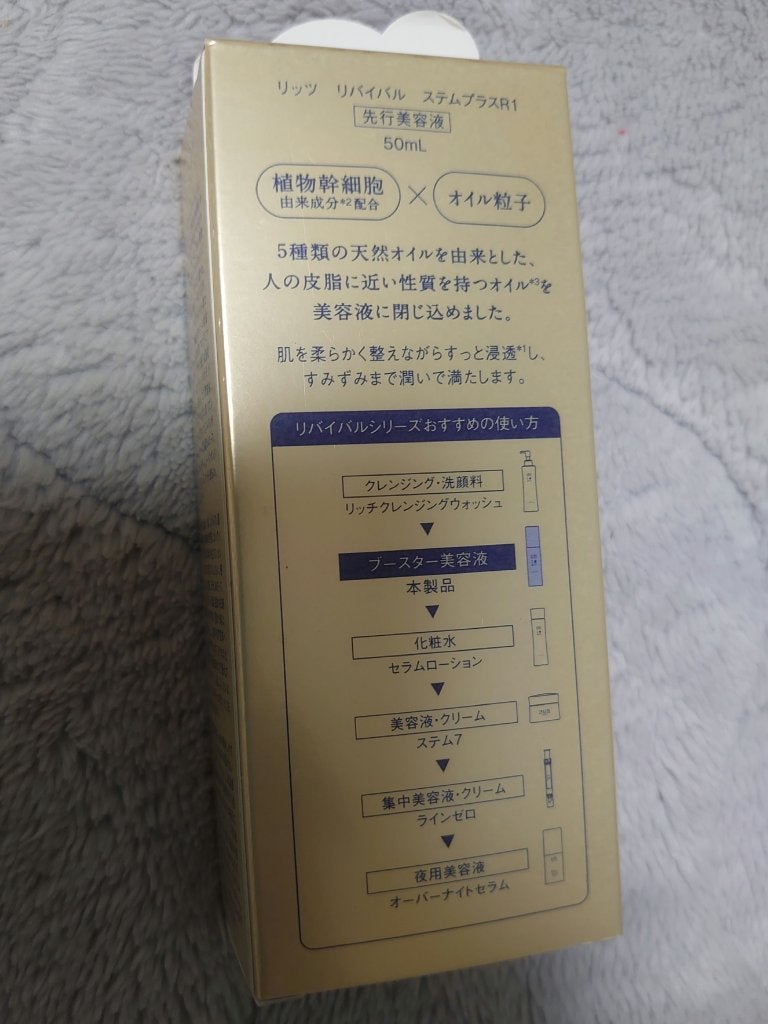 リッツ リバイバル ステムプラスR1
先行美容液
50mL
植物幹細胞
由来成分*2配合
×
オイル粒子
5種類の天然オイルを由来とした、
人の皮脂に近い性質を持つオイル*3を
美容液に閉じ込めました。
肌を柔らかく整えながらすっと浸透*1し、
すみずみまで潤いで満たします。
リバイバルシリーズおすすめの使い方
クレンジング・洗顔料
リッチクレンジングウォッシュ
▼
ブースター美容液
本製品
▼
化粧水
セラムローション
▼
美容液・クリーム
ステム7
▼
集中美容液・クリーム
ラインゼロ
▼
夜用美容液
オーバーナイトセラム